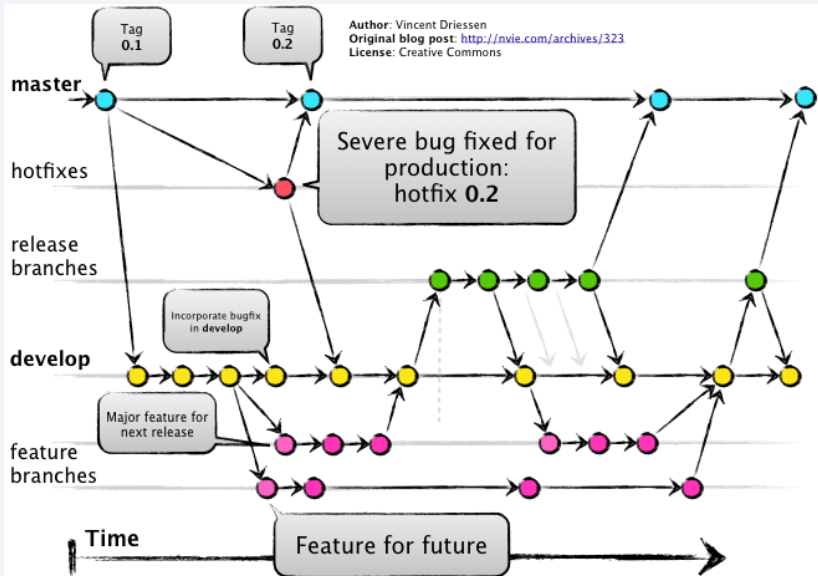 Tag
0.1
Tag
0.2
Author: Vincent Driessen
Original blog post: http://nvie.com/archives/323
License: Creative Commons
master
Severe bug fixed for
production:
hotfix 0.2
hotfixes
release
branches
Incorporate bugfix
in develop
develop
Major feature for
next release
feature
branches
Feature for future
Time